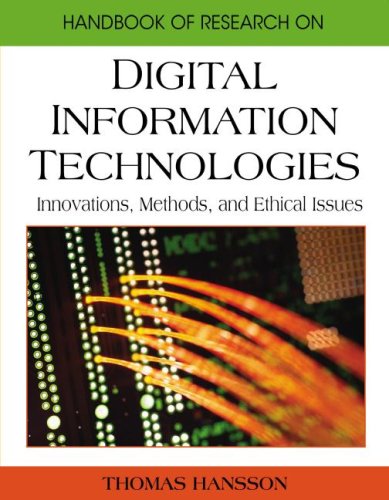 HANDBOOK OF RESEARCH ON
DIGITAL
INFORMATION
TECHNOLOGIES
Innovations, Methods, and Ethical Issues
THOMAS HANSSON